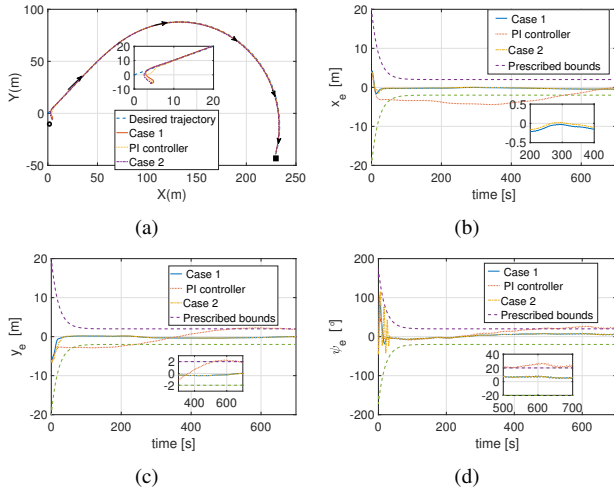 100
50
0
-50
Y(m)
0
50
100
150
200
250
X(m)
20
10
0
-10
0
10
20
Desired trajectory
Case 1
PI controller
Case 2
(a)
20
10
0
-10
-20
x_e [m]
0
200
400
600
time [s]
Case 1
PI controller
Case 2
Prescribed bounds
0.5
0
-0.5
200
300
400
(b)
20
10
0
-10
-20
y_e [m]
0
200
400
600
time [s]
Case 1
PI controller
Case 2
Prescribed bounds
2
0
-2
400
600
(c)
200
100
0
-100
-200
ψ_e [°]
0
200
400
600
time [s]
Case 1
PI controller
Case 2
Prescribed bounds
40
20
0
-20
500
600
700
(d)